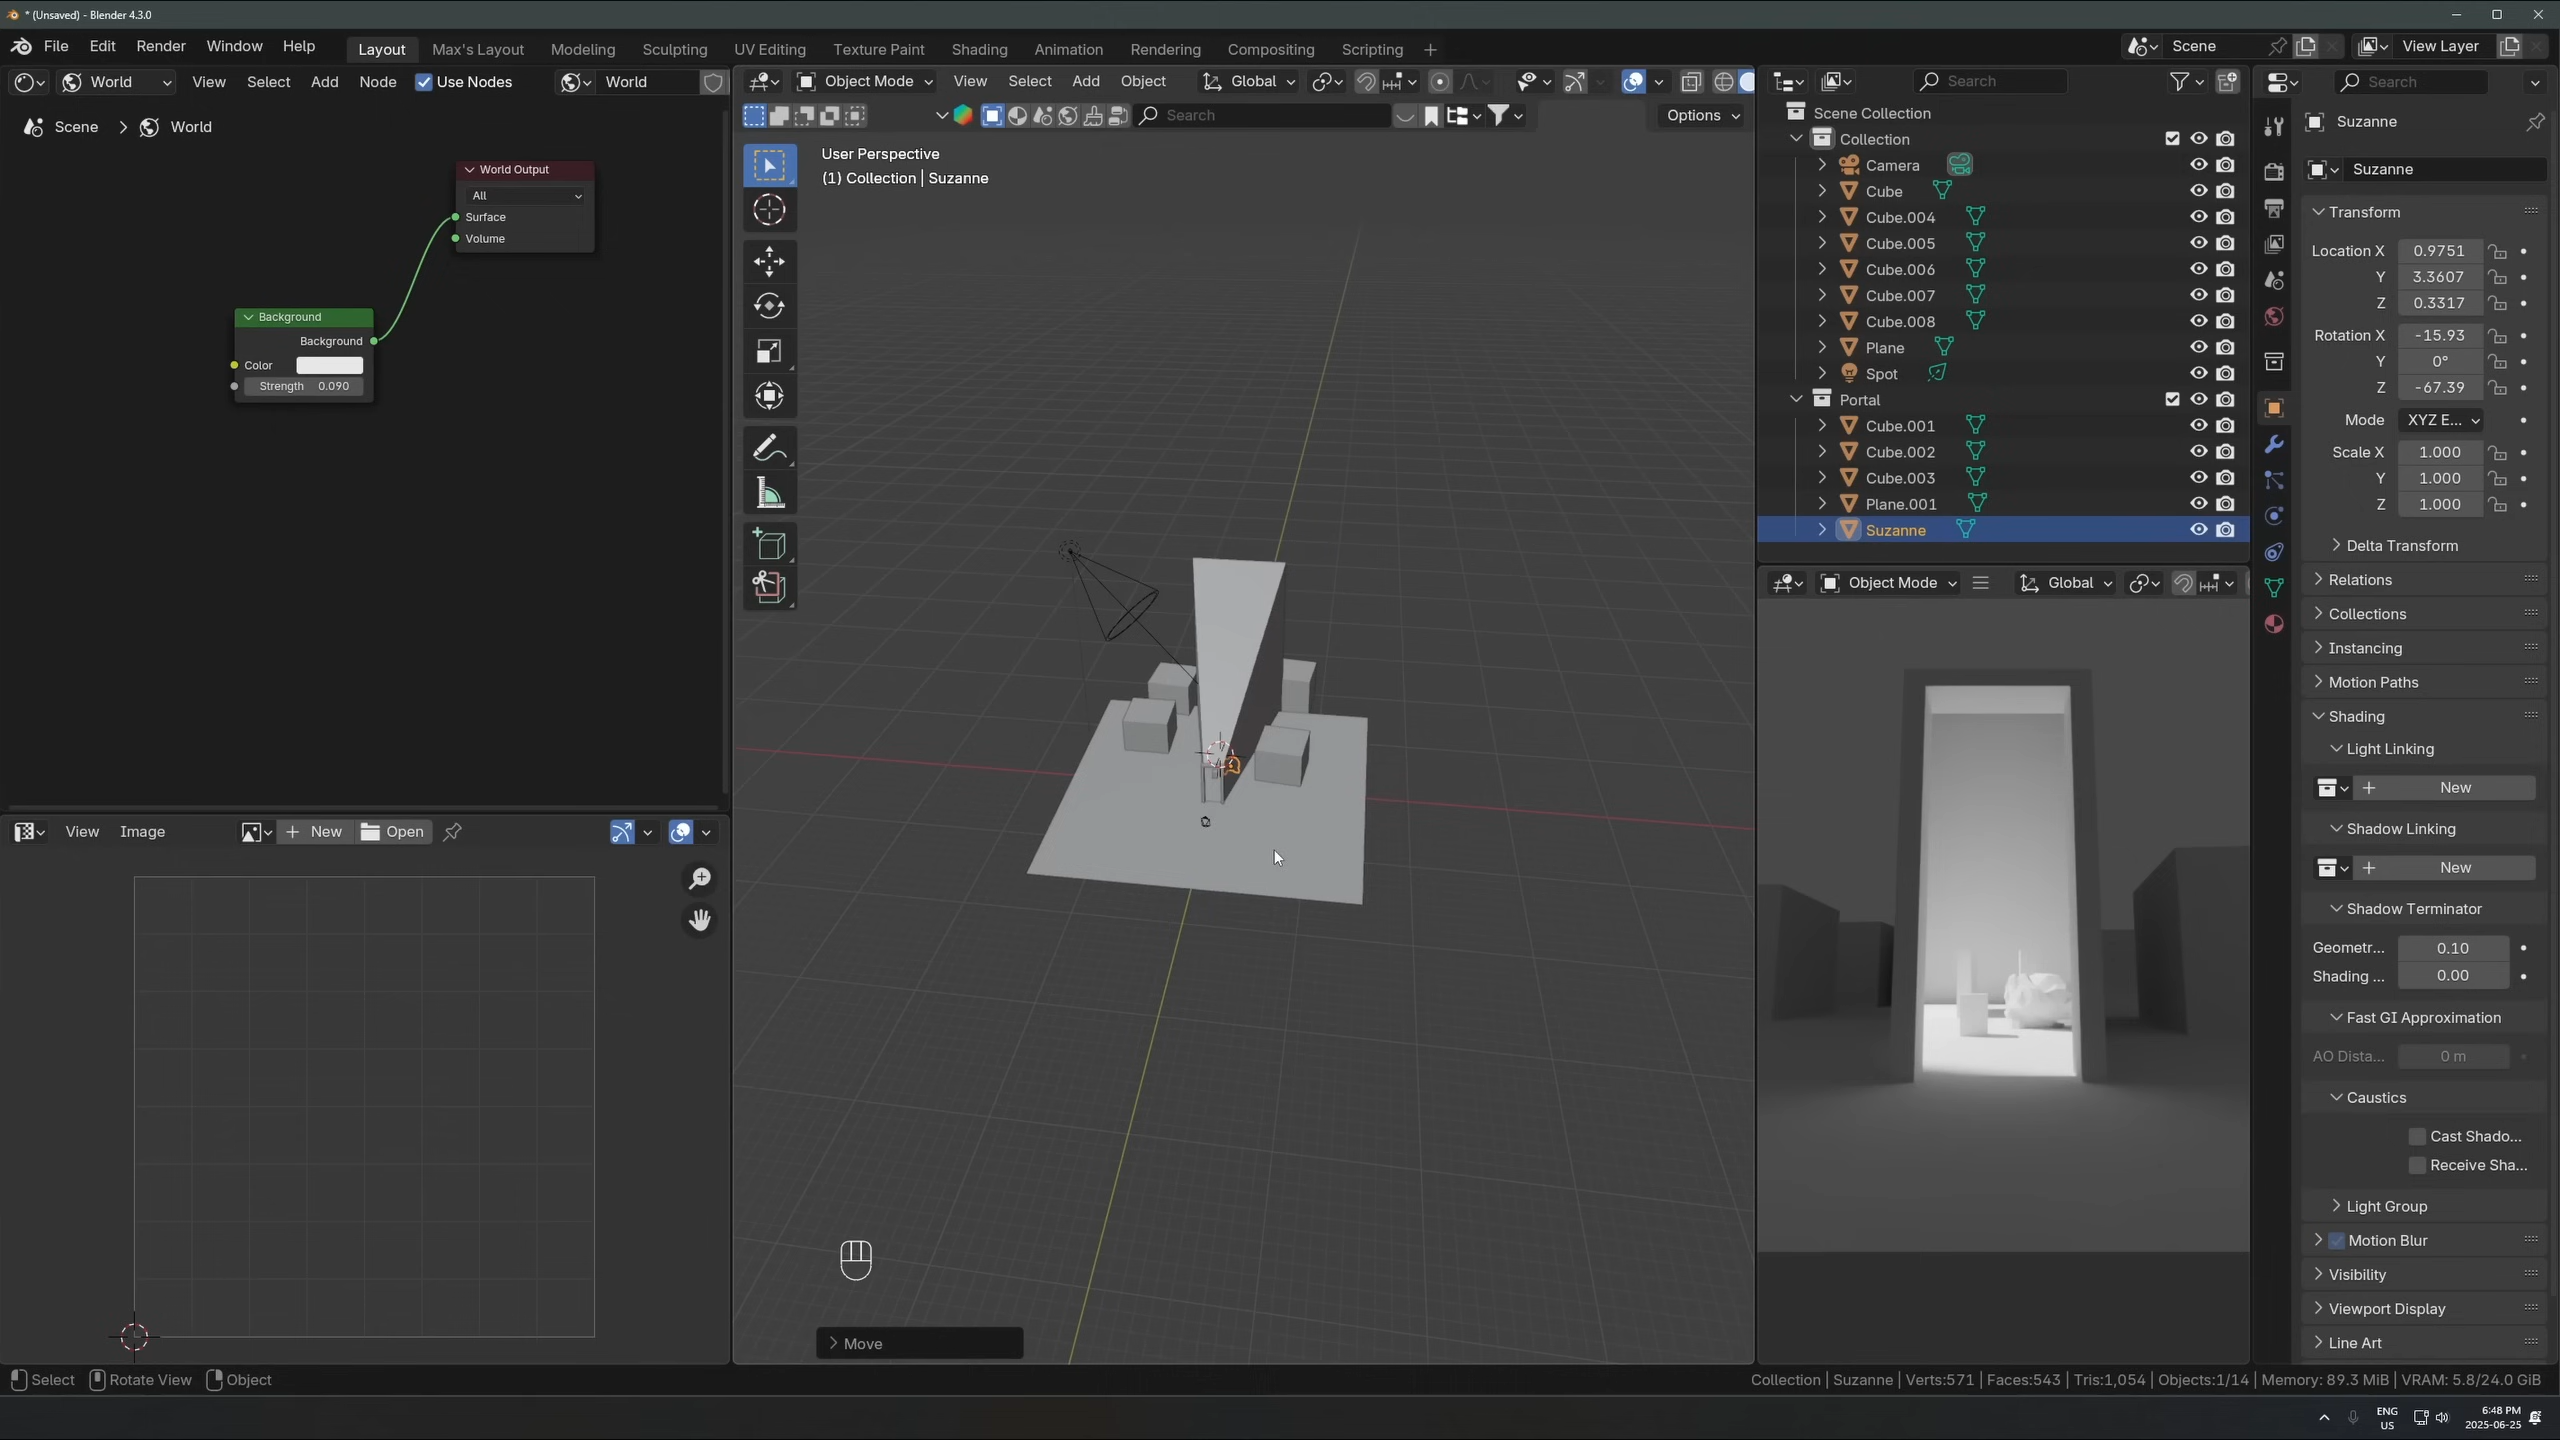 * (Unsaved) - Blender 4.3.0
File Edit Render Window Help Layout Max's Layout Modeling Sculpting UV Editing Texture Paint Shading Animation Rendering Compositing Scripting + Scene View Layer
World View Select Add Node Use Nodes World
Scene > World
World Output
All
Surface
Volume
Background
Background
Color
Strength 0.090
View Image New Open
Object Mode View Select Add Object Global
Search Options
User Perspective
(1) Collection | Suzanne
Move
Search
Scene Collection
Collection
Camera
Cube
Cube.004
Cube.005
Cube.006
Cube.007
Cube.008
Plane
Spot
Portal
Cube.001
Cube.002
Cube.003
Plane.001
Suzanne
Object Mode Global
Search
Suzanne
Suzanne
Transform
Location X 0.9751
Y 3.3607
Z 0.3317
Rotation X -15.93
Y 0°
Z -67.39
Mode XYZ E...
Scale X 1.000
Y 1.000
Z 1.000
Delta Transform
Relations
Collections
Instancing
Motion Paths
Shading
Light Linking
New
Shadow Linking
New
Shadow Terminator
Geometr... 0.10
Shading ... 0.00
Fast GI Approximation
AO Dista... 0 m
Caustics
Cast Shado...
Receive Sha...
Light Group
Motion Blur
Visibility
Viewport Display
Line Art
Select Rotate View Object
Collection | Suzanne | Verts:571 | Faces:543 | Tris:1,054 | Objects:1/14 | Memory: 89.3 MiB | VRAM: 5.8/24.0 GiB
ENG
US
6:48 PM
2025-06-25